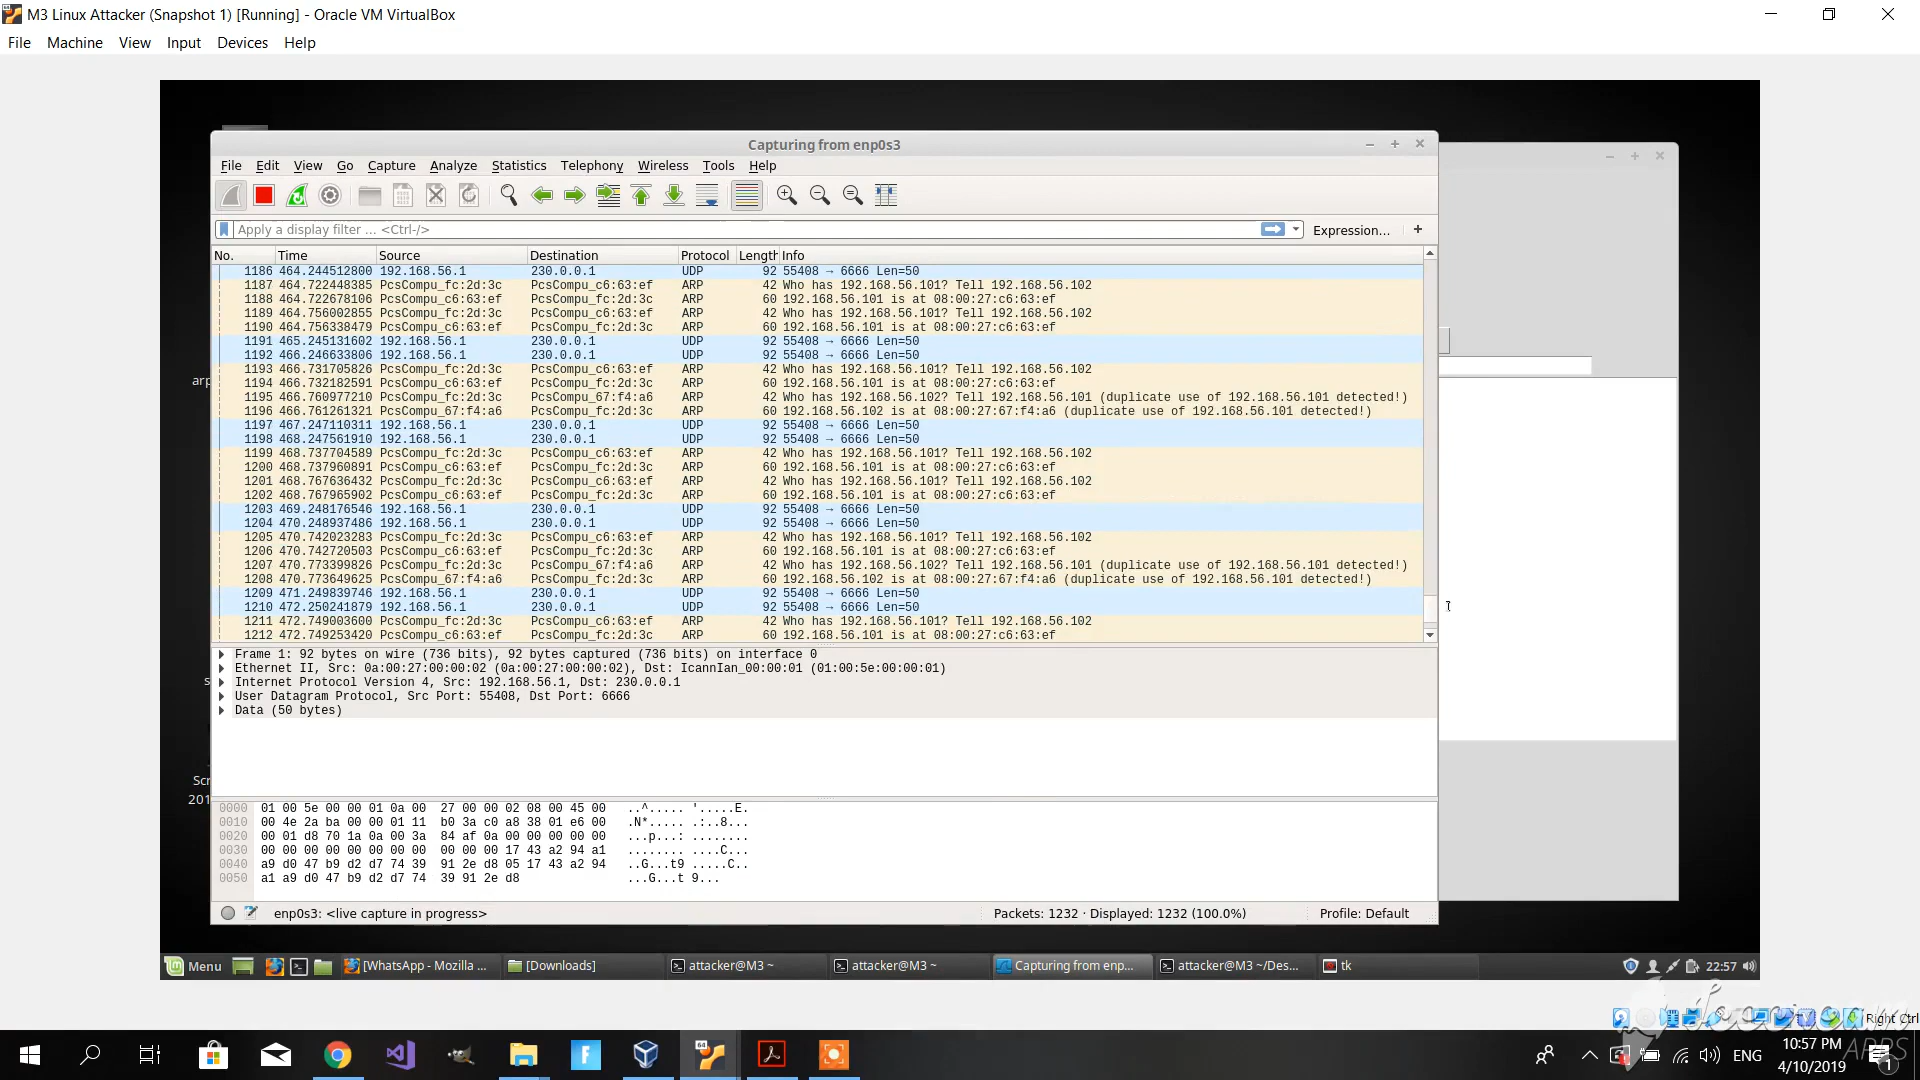 M3 Linux Attacker (Snapshot 1) [Running] - Oracle VM VirtualBox
File Machine View Input Devices Help
Capturing from enp0s3
File Edit View Go Capture Analyze Statistics Telephony Wireless Tools Help
Apply a display filter ... <Ctrl-/> Expression... +
No. Time Source Destination Protocol Length Info
1186 464.244512800 192.168.56.1 230.0.0.1 UDP 92 55408 → 6666 Len=50
1187 464.722448385 PcsCompu_fc:2d:3c PcsCompu_c6:63:ef ARP 42 Who has 192.168.56.101? Tell 192.168.56.102
1188 464.722678106 PcsCompu_c6:63:ef PcsCompu_fc:2d:3c ARP 60 192.168.56.101 is at 08:00:27:c6:63:ef
1189 464.756002855 PcsCompu_fc:2d:3c PcsCompu_c6:63:ef ARP 42 Who has 192.168.56.101? Tell 192.168.56.102
1190 464.756338479 PcsCompu_c6:63:ef PcsCompu_fc:2d:3c ARP 60 192.168.56.101 is at 08:00:27:c6:63:ef
1191 465.245131602 192.168.56.1 230.0.0.1 UDP 92 55408 → 6666 Len=50
1192 466.246633806 192.168.56.1 230.0.0.1 UDP 92 55408 → 6666 Len=50
1193 466.731705826 PcsCompu_fc:2d:3c PcsCompu_c6:63:ef ARP 42 Who has 192.168.56.101? Tell 192.168.56.102
1194 466.732182591 PcsCompu_c6:63:ef PcsCompu_fc:2d:3c ARP 60 192.168.56.101 is at 08:00:27:c6:63:ef
1195 466.760977210 PcsCompu_fc:2d:3c PcsCompu_67:f4:a6 ARP 42 Who has 192.168.56.102? Tell 192.168.56.101 (duplicate use of 192.168.56.101 detected!)
1196 466.761261321 PcsCompu_67:f4:a6 PcsCompu_fc:2d:3c ARP 60 192.168.56.102 is at 08:00:27:67:f4:a6 (duplicate use of 192.168.56.101 detected!)
1197 467.247110311 192.168.56.1 230.0.0.1 UDP 92 55408 → 6666 Len=50
1198 468.247561910 192.168.56.1 230.0.0.1 UDP 92 55408 → 6666 Len=50
1199 468.737704589 PcsCompu_fc:2d:3c PcsCompu_c6:63:ef ARP 42 Who has 192.168.56.101? Tell 192.168.56.102
1200 468.737960891 PcsCompu_c6:63:ef PcsCompu_fc:2d:3c ARP 60 192.168.56.101 is at 08:00:27:c6:63:ef
1201 468.767636432 PcsCompu_fc:2d:3c PcsCompu_c6:63:ef ARP 42 Who has 192.168.56.101? Tell 192.168.56.102
1202 468.767965902 PcsCompu_c6:63:ef PcsCompu_fc:2d:3c ARP 60 192.168.56.101 is at 08:00:27:c6:63:ef
1203 469.248176546 192.168.56.1 230.0.0.1 UDP 92 55408 → 6666 Len=50
1204 470.248937486 192.168.56.1 230.0.0.1 UDP 92 55408 → 6666 Len=50
1205 470.742023283 PcsCompu_fc:2d:3c PcsCompu_c6:63:ef ARP 42 Who has 192.168.56.101? Tell 192.168.56.102
1206 470.742720503 PcsCompu_c6:63:ef PcsCompu_fc:2d:3c ARP 60 192.168.56.101 is at 08:00:27:c6:63:ef
1207 470.773399826 PcsCompu_fc:2d:3c PcsCompu_67:f4:a6 ARP 42 Who has 192.168.56.102? Tell 192.168.56.101 (duplicate use of 192.168.56.101 detected!)
1208 470.773649625 PcsCompu_67:f4:a6 PcsCompu_fc:2d:3c ARP 60 192.168.56.102 is at 08:00:27:67:f4:a6 (duplicate use of 192.168.56.101 detected!)
1209 471.249839746 192.168.56.1 230.0.0.1 UDP 92 55408 → 6666 Len=50
1210 472.250241879 192.168.56.1 230.0.0.1 UDP 92 55408 → 6666 Len=50
1211 472.749003600 PcsCompu_fc:2d:3c PcsCompu_c6:63:ef ARP 42 Who has 192.168.56.101? Tell 192.168.56.102
1212 472.749253420 PcsCompu_c6:63:ef PcsCompu_fc:2d:3c ARP 60 192.168.56.101 is at 08:00:27:c6:63:ef
arp
s
Scr
201
Frame 1: 92 bytes on wire (736 bits), 92 bytes captured (736 bits) on interface 0
Ethernet II, Src: 0a:00:27:00:00:02 (0a:00:27:00:00:02), Dst: IcannIan_00:00:01 (01:00:5e:00:00:01)
Internet Protocol Version 4, Src: 192.168.56.1, Dst: 230.0.0.1
User Datagram Protocol, Src Port: 55408, Dst Port: 6666
Data (50 bytes)
0000 01 00 5e 00 00 01 0a 00 27 00 00 02 08 00 45 00 ..^..... '.....E.
0010 00 4e 2a ba 00 00 01 11 b0 3a c0 a8 38 01 e6 00 .N*..... .:..8...
0020 00 01 d8 70 1a 0a 00 3a 84 af 0a 00 00 00 00 00 ...p...: ........
0030 00 00 00 00 00 00 00 00 00 00 00 17 43 a2 94 a1 ........ ....C...
0040 a9 d0 47 b9 d2 d7 74 39 91 2e d8 05 17 43 a2 94 ..G...t9 .....C..
0050 a1 a9 d0 47 b9 d2 d7 74 39 91 2e d8 ...G...t 9...
enp0s3: <live capture in progress> Packets: 1232 · Displayed: 1232 (100.0%) Profile: Default
Menu [WhatsApp - Mozilla ... [Downloads] attacker@M3 ~ attacker@M3 ~ Capturing from enp... attacker@M3 ~/Des... tk 22:57
Right Ctrl
APPS
ENG 10:57 PM
4/10/2019
1